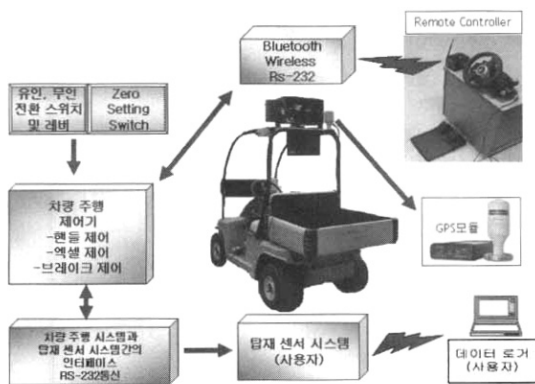 Remote Controller
Bluetooth
Wireless
Rs-232
유인, 무인
전환 스위치
및 레버
Zero
Setting
Switch
차량 주행
제어기
-핸들 제어
-엑셀 제어
-브레이크 제어
GPS모듈
차량 주행 시스템과
탑재 센서 시스템간의
인터페이스
RS-232통신
탑재 센서 시스템
(사용자)
데이터 로거
(사용자)